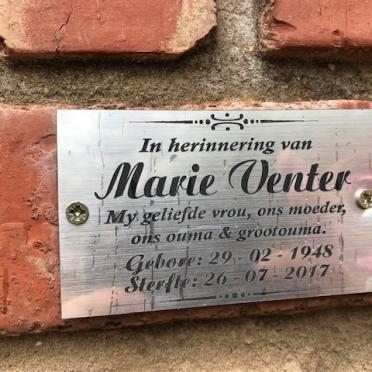 In herinnering van
Marie Venter
My geliefde vrou, ons moeder,
ons ouma & grootouma.
Gebore: 29 - 02 - 1948
Sterfte: 26 - 07 - 2017